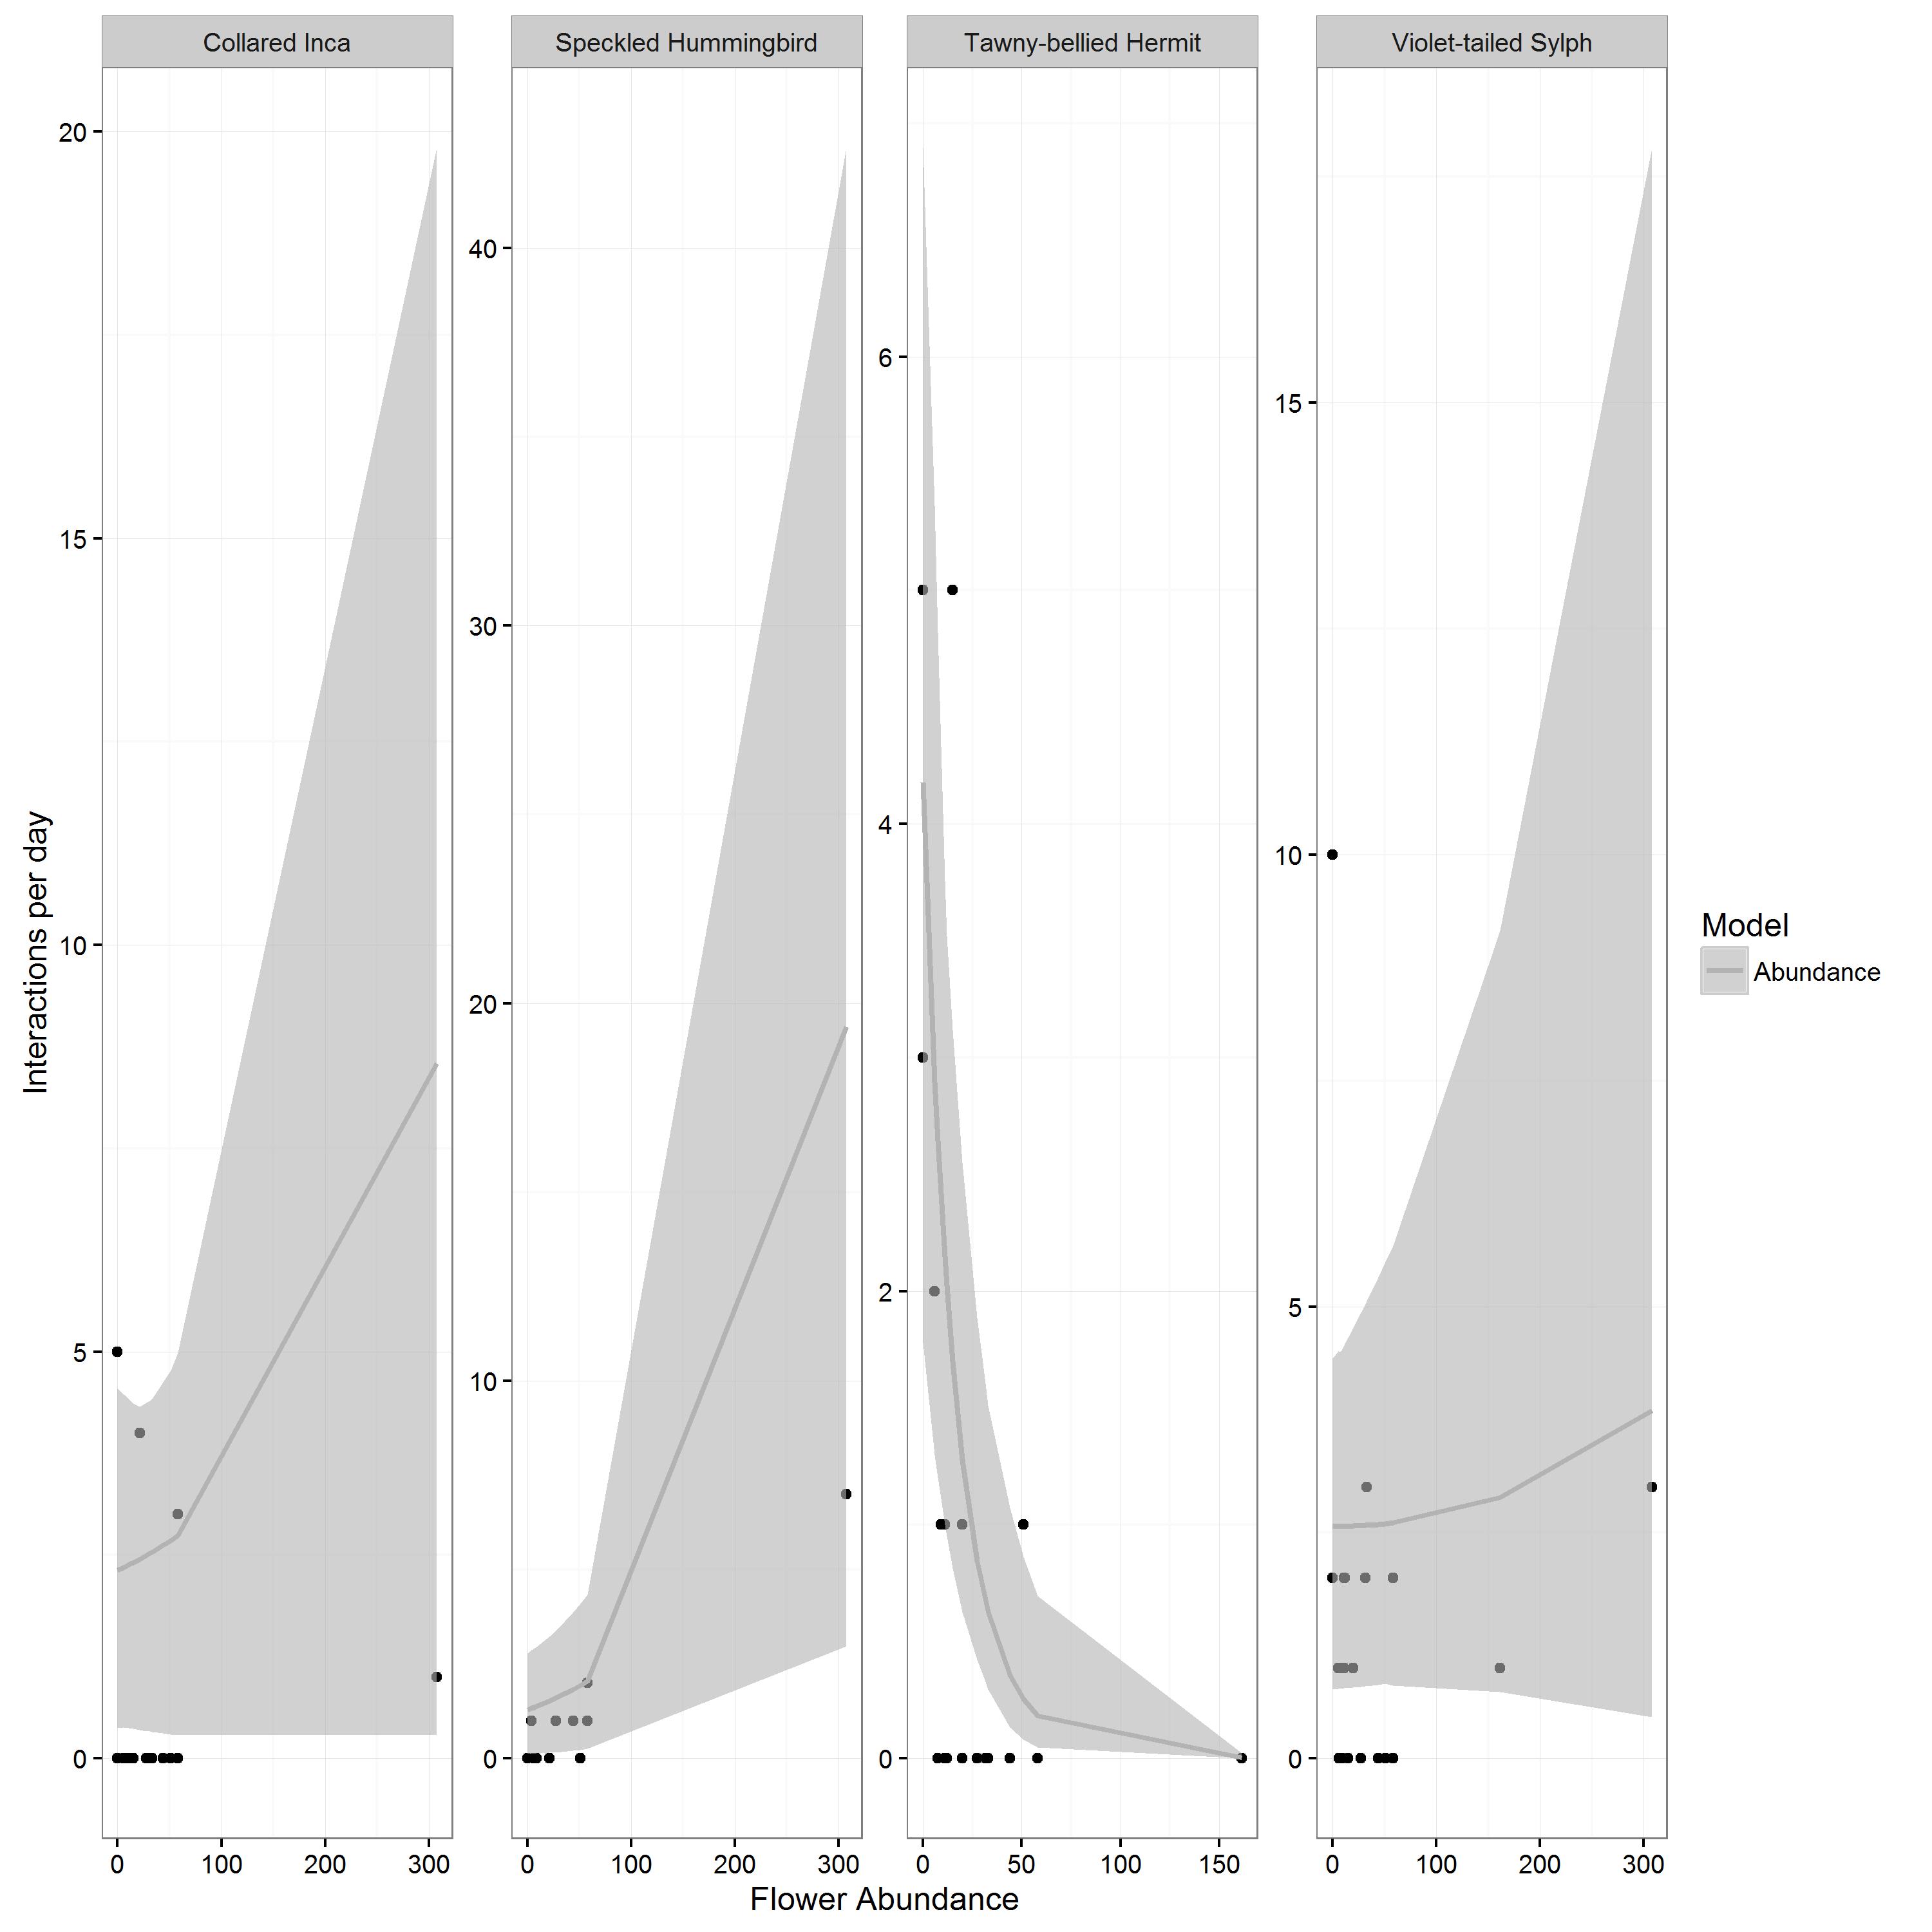 Collared Inca
Speckled Hummingbird
Tawny-bellied Hermit
Violet-tailed Sylph
Interactions per day
20
15
10
5
0
40
30
20
10
0
6
4
2
0
15
10
5
0
0 100 200 300
0 100 200 300
0 50 100 150
0 100 200 300
Flower Abundance
Model
Abundance